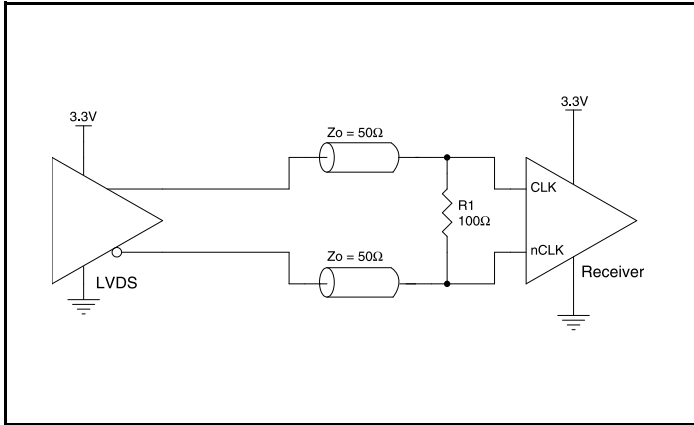 3.3V
LVDS
Zo = 50Ω
Zo = 50Ω
R1
100Ω
3.3V
CLK
nCLK
Receiver